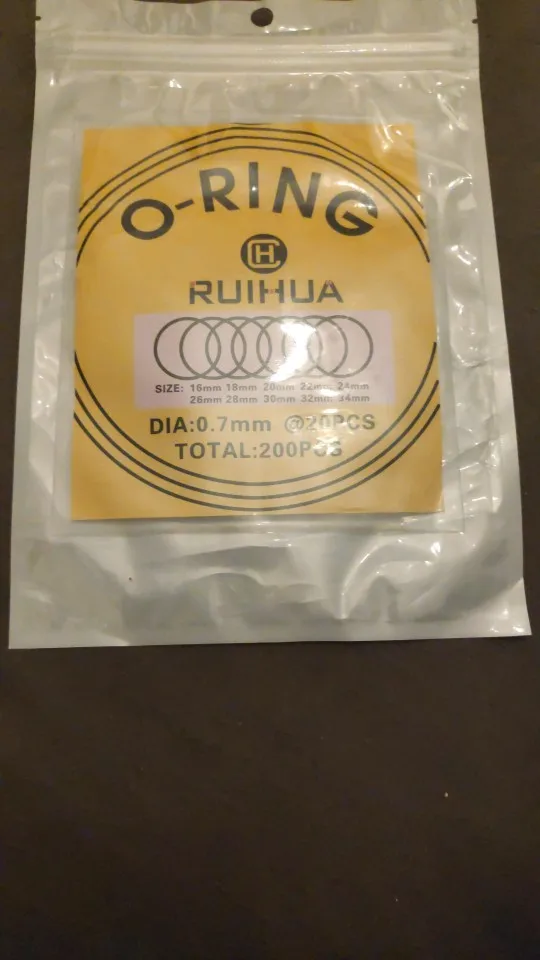 O-RING
CH
RUIHUA
SIZE: 16mm 18mm 20mm 22mm 24mm
26mm 28mm 30mm 32mm 34mm
DIA:0.7mm @20PCS
TOTAL:200PCS